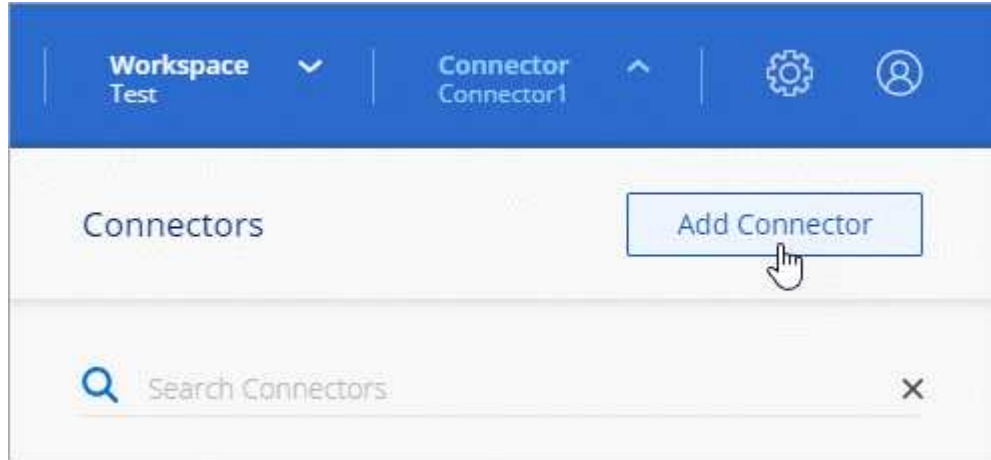 Workspace
Test
Connector
Connector1
Connectors
Add Connector
Search Connectors